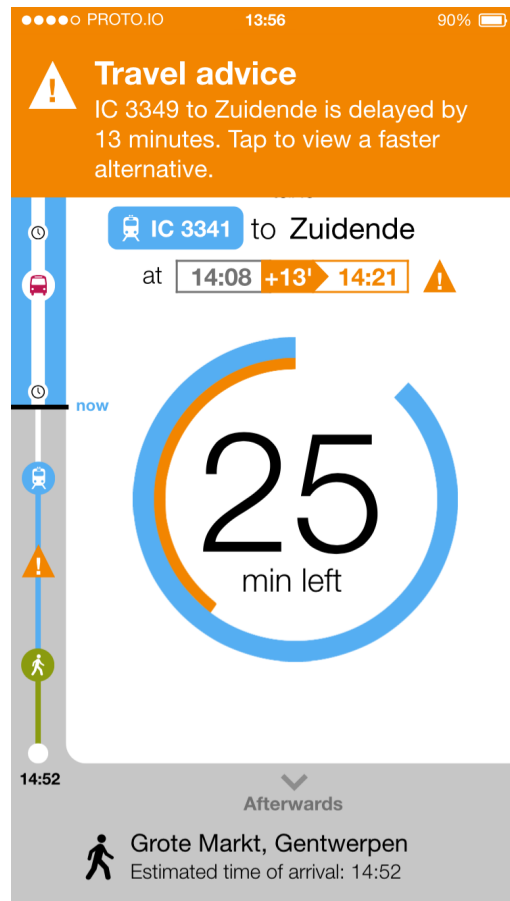 PROTO.IO 13:56 90%
Travel advice
IC 3349 to Zuidende is delayed by
13 minutes. Tap to view a faster
alternative.
IC 3341 to Zuidende
at 14:08 +13' 14:21
now
25
min left
14:52
Afterwards
Grote Markt, Gentwerpen
Estimated time of arrival: 14:52